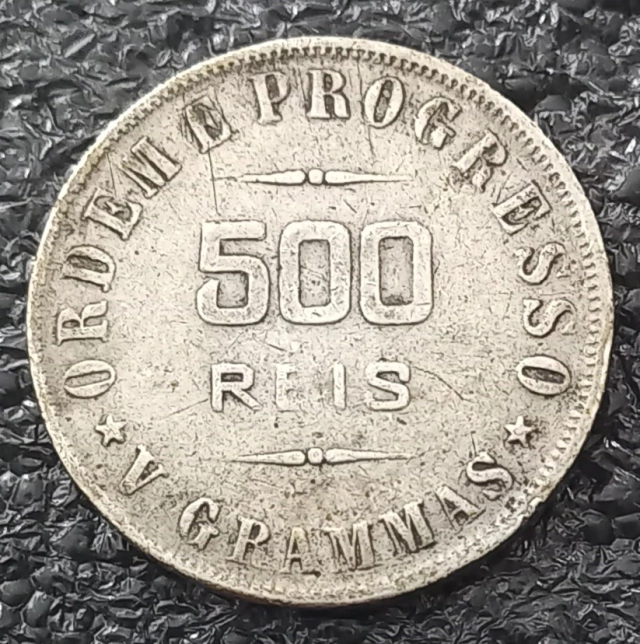 ORDEM E PROGRESSO
500
REIS
★ V GRAMMAS ★